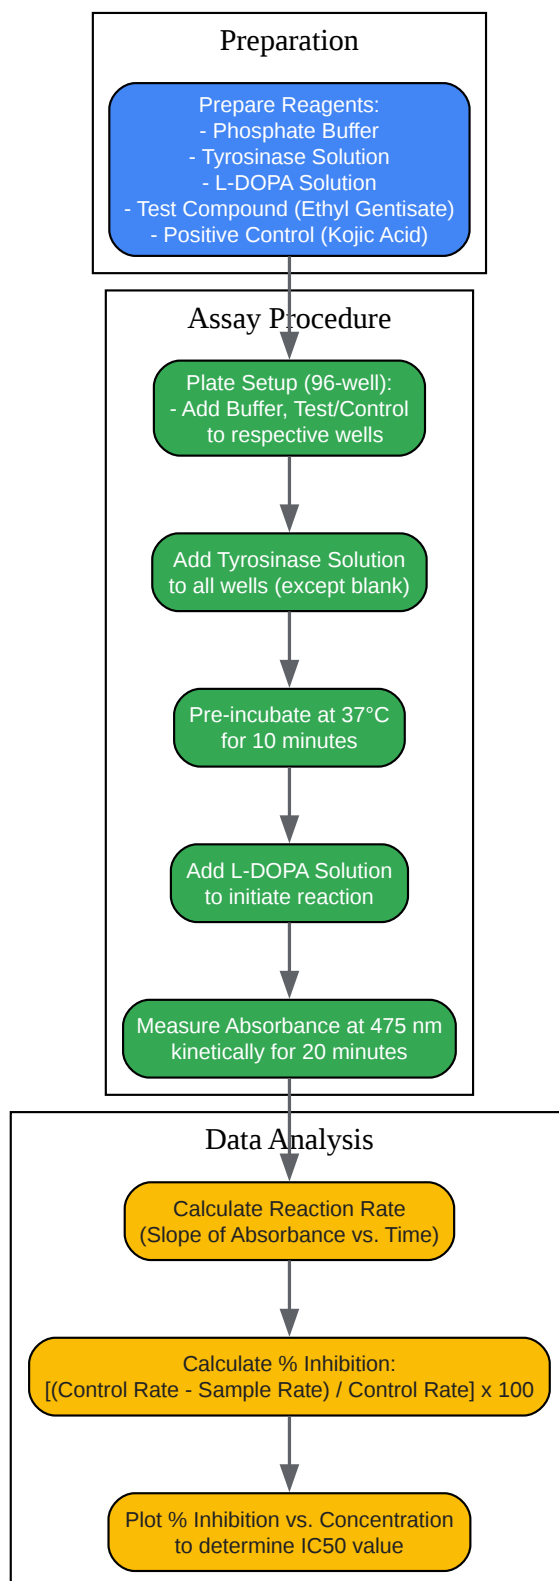 Preparation
Prepare Reagents:
- Phosphate Buffer
- Tyrosinase Solution
- L-DOPA Solution
- Test Compound (Ethyl Gentisate)
- Positive Control (Kojic Acid)
Assay Procedure
Plate Setup (96-well):
- Add Buffer, Test/Control
to respective wells
Add Tyrosinase Solution
to all wells (except blank)
Pre-incubate at 37°C
for 10 minutes
Add L-DOPA Solution
to initiate reaction
Measure Absorbance at 475 nm
kinetically for 20 minutes
Data Analysis
Calculate Reaction Rate
(Slope of Absorbance vs. Time)
Calculate % Inhibition:
[(Control Rate - Sample Rate) / Control Rate] x 100
Plot % Inhibition vs. Concentration
to determine IC50 value